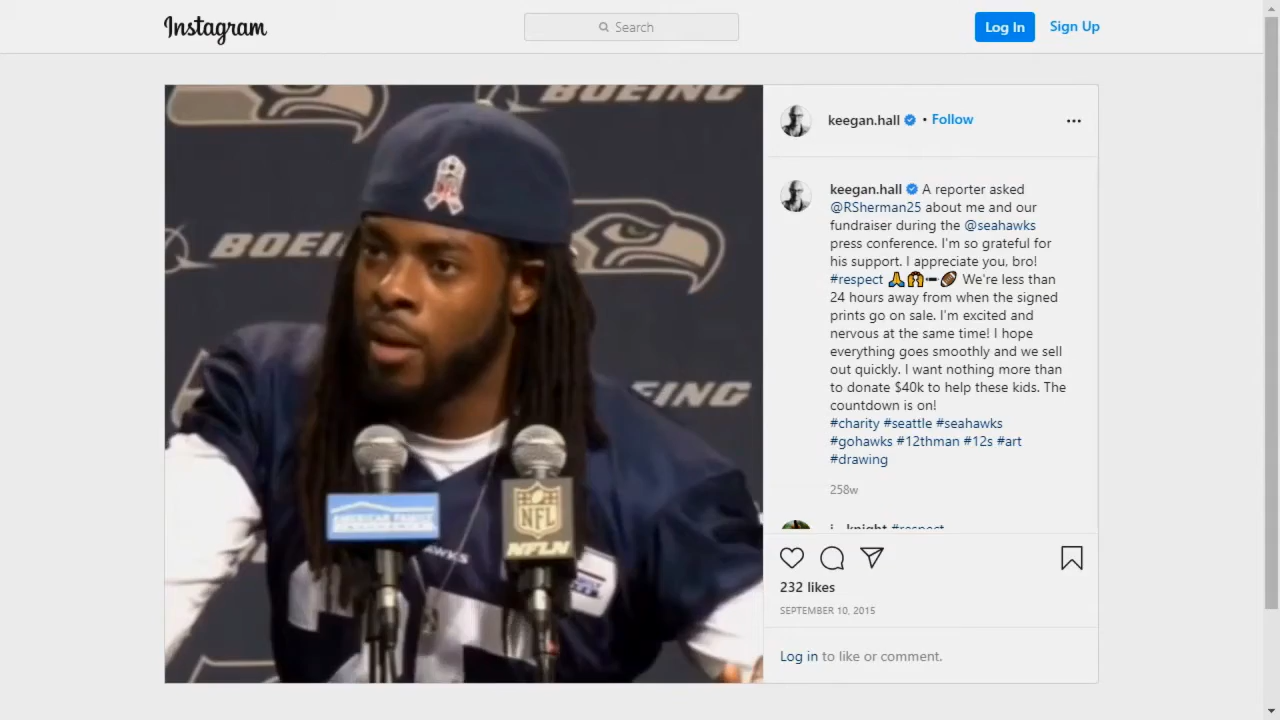 Instagram
Search
Log In
Sign Up
BOEING
BOEING
EING
AMERICAN FAMILY
INSURANCE
NFL
NFLN
HAWKS
keegan.hall • Follow
keegan.hall A reporter asked
@RSherman25 about me and our
fundraiser during the @seahawks
press conference. I'm so grateful for
his support. I appreciate you, bro!
#respect 🙏🙌✏️🏈 We're less than
24 hours away from when the signed
prints go on sale. I'm excited and
nervous at the same time! I hope
everything goes smoothly and we sell
out quickly. I want nothing more than
to donate $40k to help these kids. The
countdown is on!
#charity #seattle #seahawks
#gohawks #12thman #12s #art
#drawing
258w
232 likes
SEPTEMBER 10, 2015
Log in to like or comment.